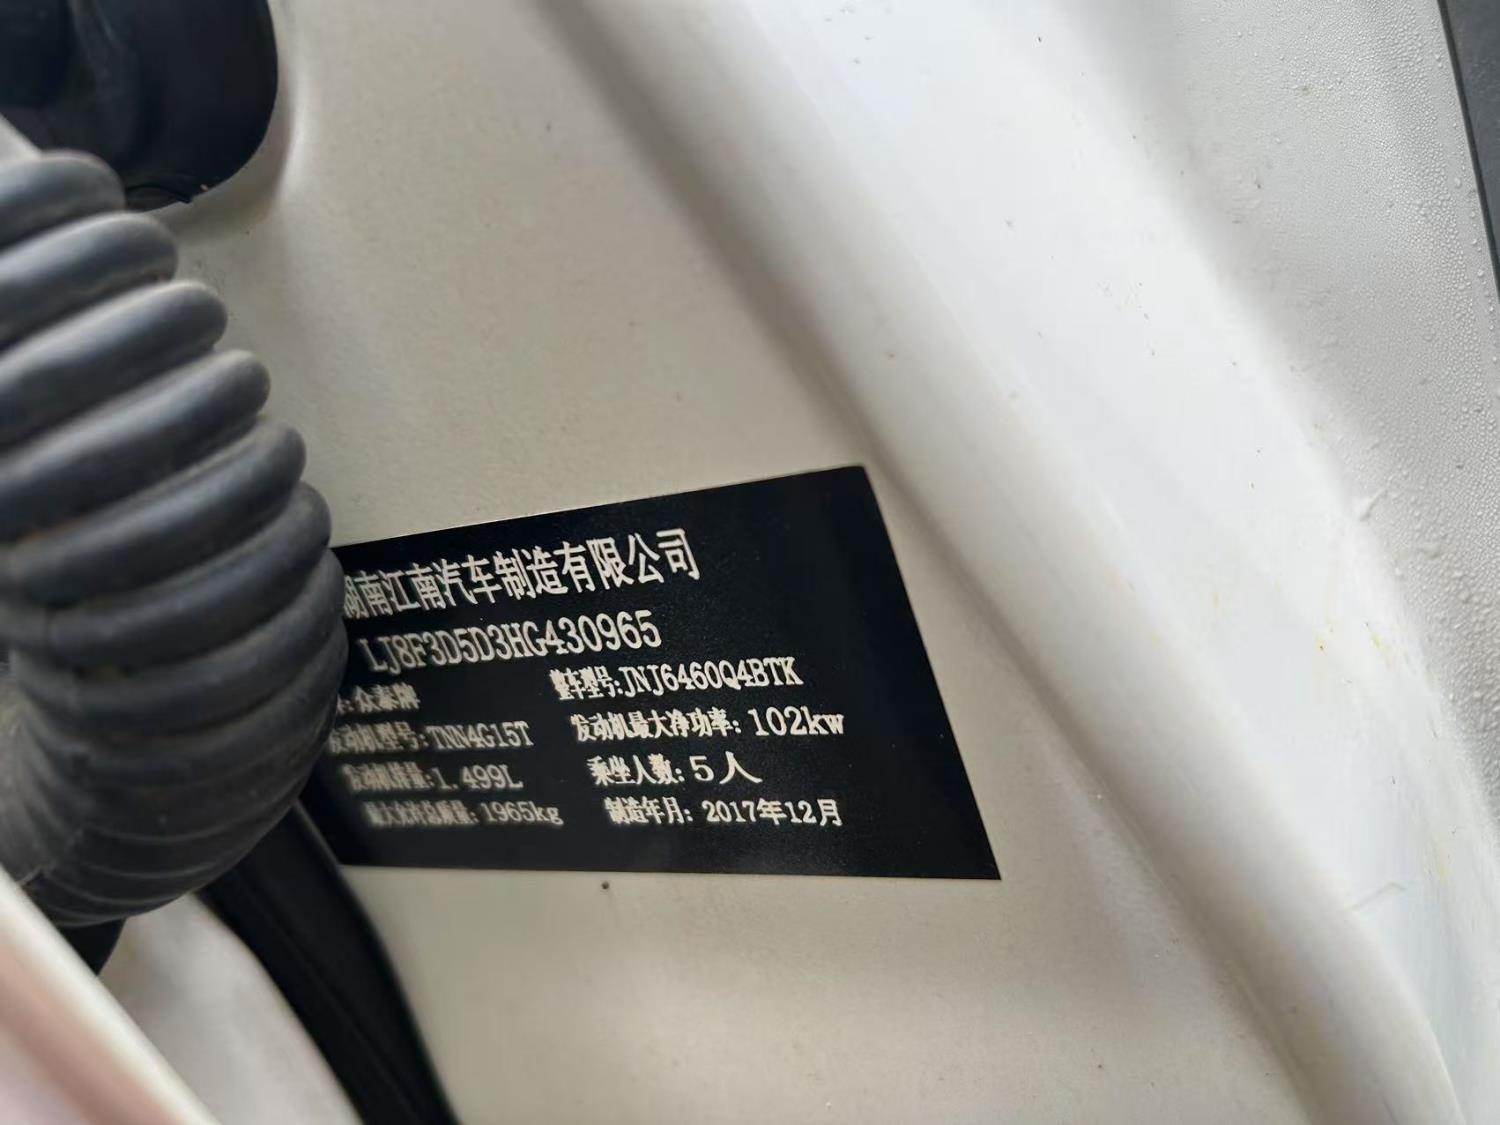 湖南江南汽车制造有限公司
LJ8F3D5D3HG430965
: 众泰牌 整车型号: JNJ6460Q4BTK
发动机型号: TNN4G15T 发动机最大净功率: 102kw
发动机排量: 1.499L 乘坐人数: 5人
最大允许总质量: 1965kg 制造年月: 2017年12月